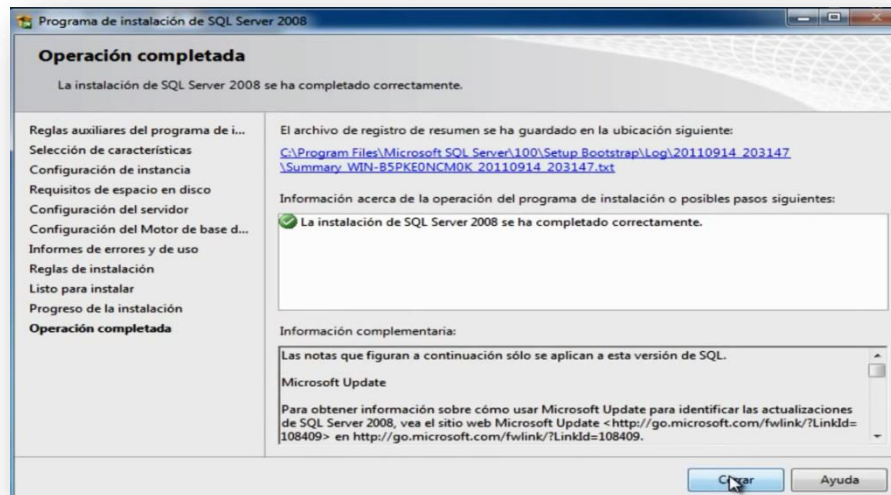 Programa de instalación de SQL Server 2008
Operación completada
La instalación de SQL Server 2008 se ha completado correctamente.
Reglas auxiliares del programa de i...
Selección de características
Configuración de instancia
Requisitos de espacio en disco
Configuración del servidor
Configuración del Motor de base d...
Informes de errores y de uso
Reglas de instalación
Listo para instalar
Progreso de la instalación
Operación completada
El archivo de registro de resumen se ha guardado en la ubicación siguiente:
C:\Program Files\Microsoft SQL Server\100\Setup Bootstrap\Log\20110914_203147
\Summary_WIN-B5PKE0NCM0K_20110914_203147.txt
Información acerca de la operación del programa de instalación o posibles pasos siguientes:
La instalación de SQL Server 2008 se ha completado correctamente.
Información complementaria:
Las notas que figuran a continuación sólo se aplican a esta versión de SQL.
Microsoft Update
Para obtener información sobre cómo usar Microsoft Update para identificar las actualizaciones
de SQL Server 2008, vea el sitio web Microsoft Update <http://go.microsoft.com/fwlink/?LinkId=
108409> en http://go.microsoft.com/fwlink/?LinkId=108409.
Cerrar
Ayuda